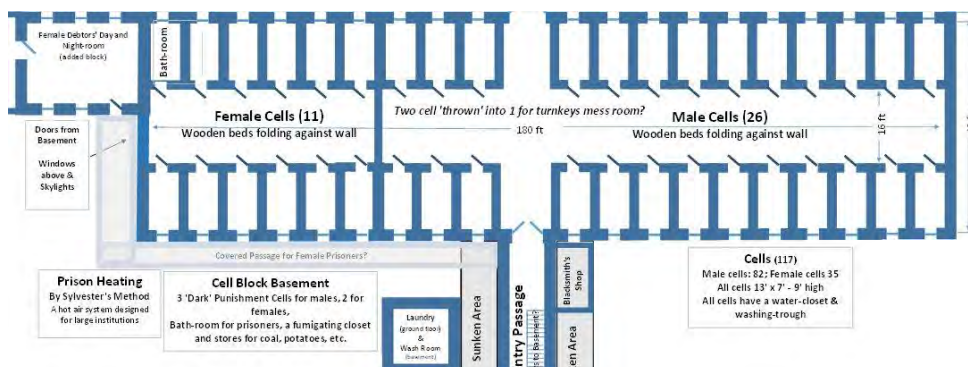 Female Debtors' Day and
Night-room
(added block)
Bath-room
Female Cells (11)
Wooden beds folding against wall
Two cell 'thrown' into 1 for turnkeys mess room?
180 ft
Male Cells (26)
Wooden beds folding against wall
16 ft
Doors from
Basement
Windows
above &
Skylights
Covered Passage for Female Prisoners?
Prison Heating
By Sylvester's Method
A hot air system designed
for large institutions
Cell Block Basement
3 'Dark' Punishment Cells for males, 2 for
females,
Bath-room for prisoners, a fumigating closet
and stores for coal, potatoes, etc.
Laundry
&
Wash Room
(basement)
Sunken Area
ntry Passage
s to Basement?
Blacksmith's
Shop
en Area
Cells (117)
Male cells: 82; Female cells 35
All cells 13' x 7' - 9' high
All cells have a water-closet &
washing-trough